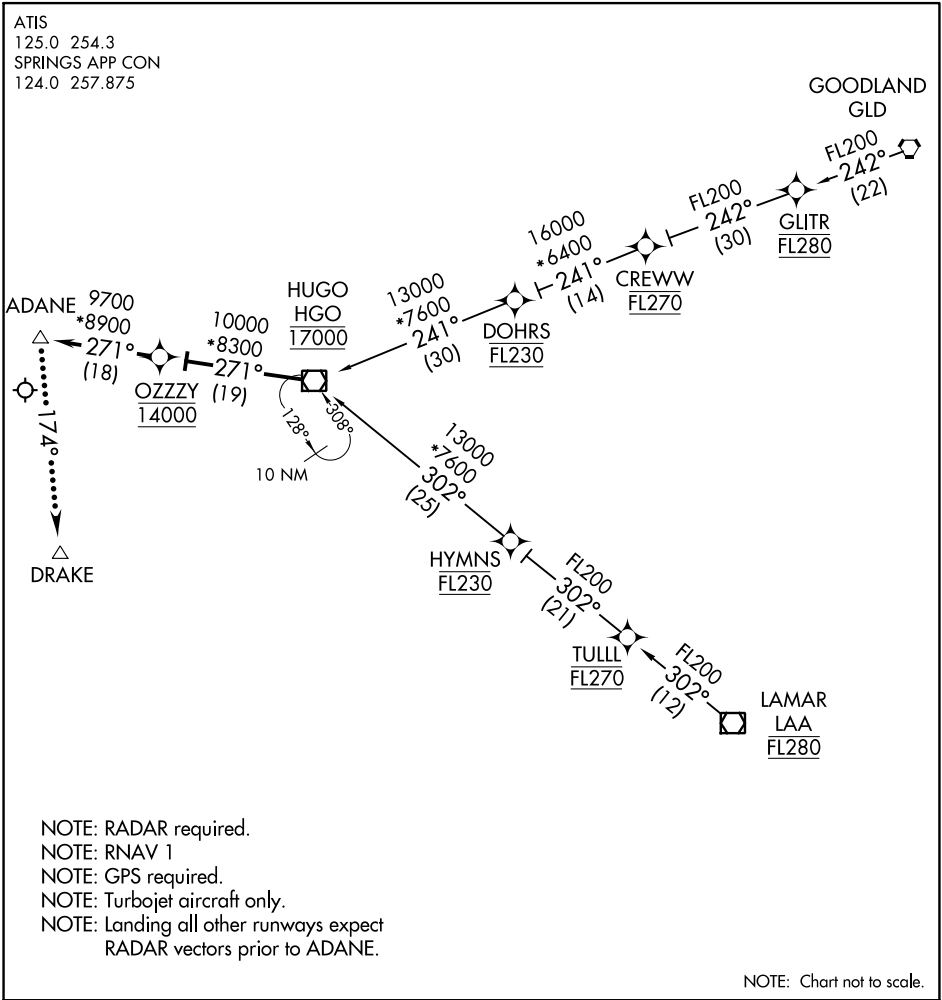 ATIS
125.0 254.3
SPRINGS APP CON
124.0 257.875
GOODLAND
GLD
FL200
242°
(22)
GLITR
FL280
FL200
242°
(30)
CREWW
FL270
16000
*6400
241°
(14)
DOHRS
FL230
13000
*7600
241°
(30)
HUGO
HGO
17000
10000
*8300
271°
(19)
OZZZY
14000
9700
*8900
271°
(18)
ADANE
174°
DRAKE
128°
308°
10 NM
13000
*7600
302°
(25)
HYMNS
FL230
FL200
302°
(21)
TULLL
FL270
FL200
302°
(12)
LAMAR
LAA
FL280
NOTE: RADAR required.
NOTE: RNAV 1
NOTE: GPS required.
NOTE: Turbojet aircraft only.
NOTE: Landing all other runways expect
RADAR vectors prior to ADANE.
NOTE: Chart not to scale.